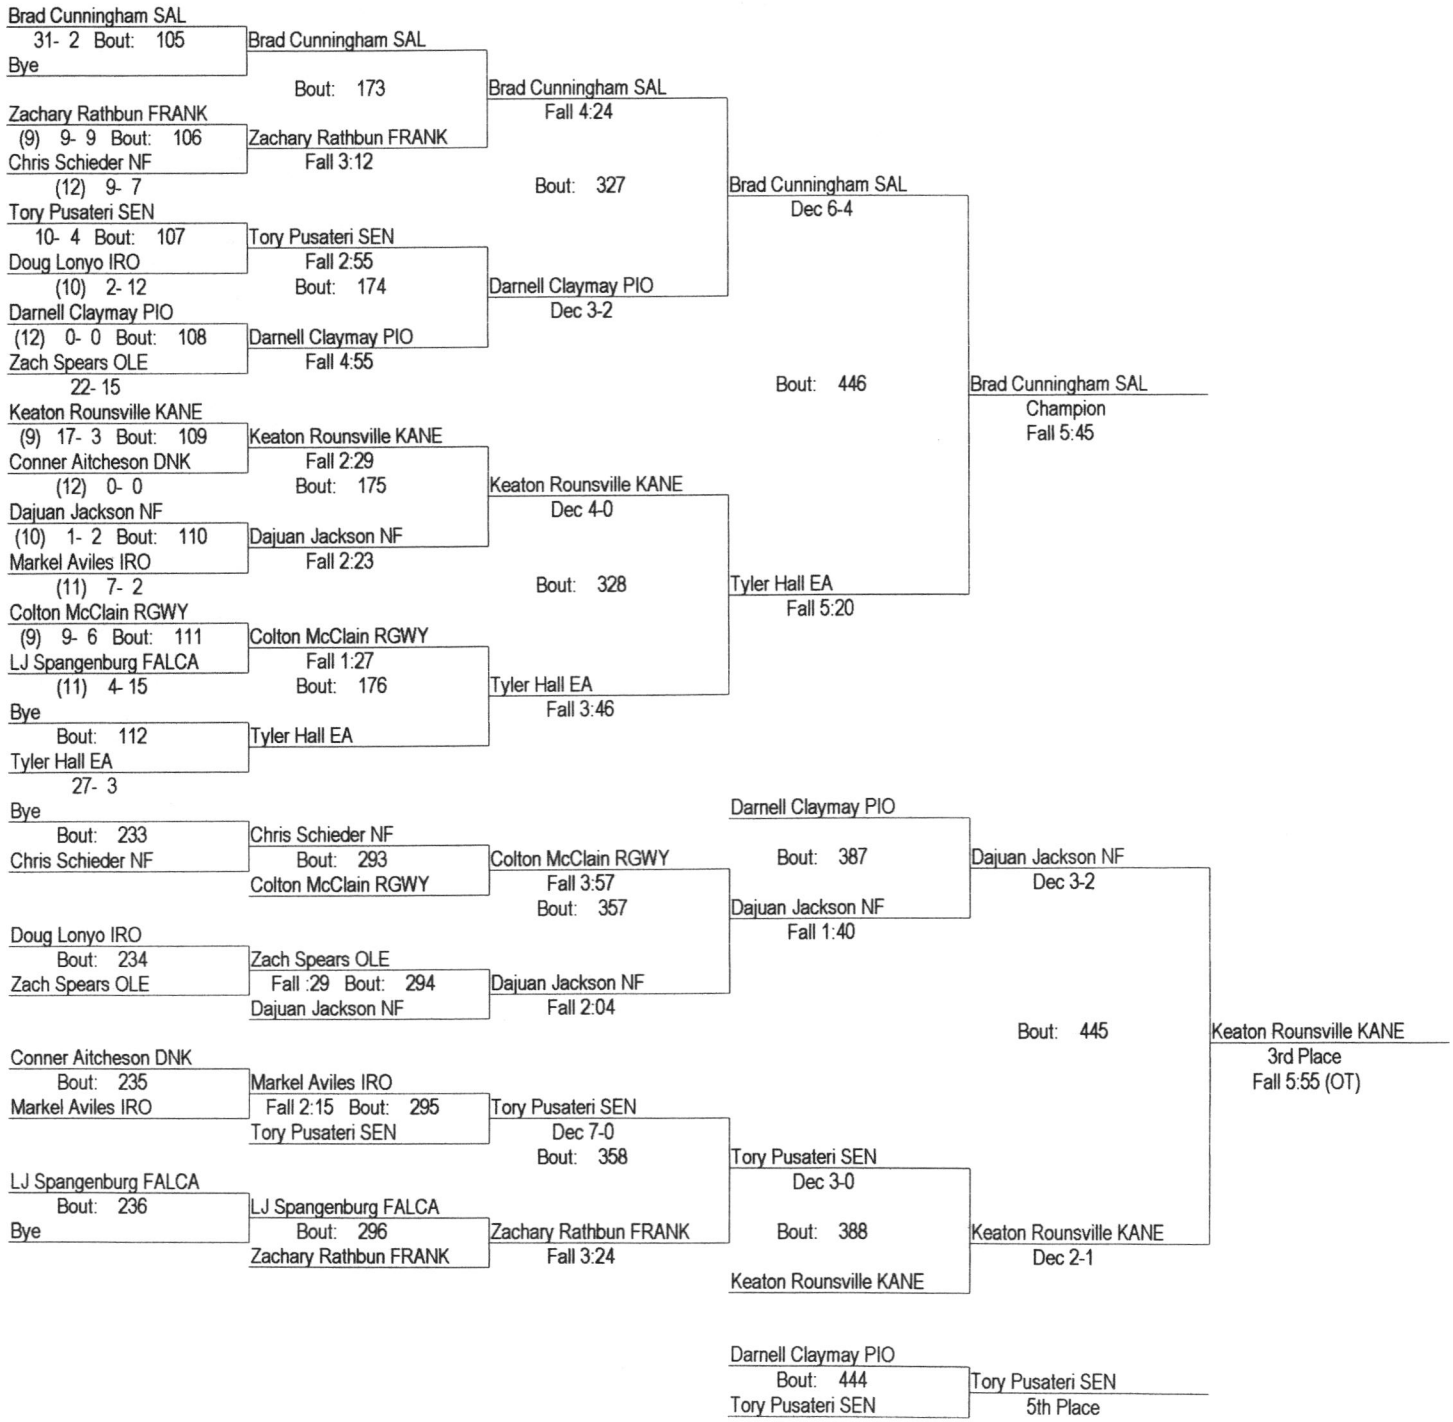 Brad Cunningham SAL
31- 2 Bout: 105
Bye
Brad Cunningham SAL
Bout: 173
Zachary Rathbun FRANK
(9) 9- 9 Bout: 106
Chris Schieder NF
(12) 9- 7
Zachary Rathbun FRANK
Fall 3:12
Brad Cunningham SAL
Fall 4:24
Bout: 327
Tory Pusateri SEN
10- 4 Bout: 107
Doug Lonyo IRO
(10) 2- 12
Tory Pusateri SEN
Fall 2:55
Bout: 174
Darnell Claymay PIO
(12) 0- 0 Bout: 108
Zach Spears OLE
22- 15
Darnell Claymay PIO
Fall 4:55
Darnell Claymay PIO
Dec 3-2
Brad Cunningham SAL
Dec 6-4
Bout: 446
Brad Cunningham SAL
Champion
Fall 5:45
Keaton Rounsville KANE
(9) 17- 3 Bout: 109
Conner Aitcheson DNK
(12) 0- 0
Keaton Rounsville KANE
Fall 2:29
Bout: 175
Dajuan Jackson NF
(10) 1- 2 Bout: 110
Markel Aviles IRO
(11) 7- 2
Dajuan Jackson NF
Fall 2:23
Keaton Rounsville KANE
Dec 4-0
Bout: 328
Colton McClain RGWY
(9) 9- 6 Bout: 111
LJ Spangenburg FALCA
(11) 4- 15
Colton McClain RGWY
Fall 1:27
Bout: 176
Bye
Bout: 112
Tyler Hall EA
27- 3
Tyler Hall EA
Tyler Hall EA
Fall 3:46
Tyler Hall EA
Fall 5:20
Bye
Bout: 233
Chris Schieder NF
Chris Schieder NF
Bout: 293
Colton McClain RGWY
Colton McClain RGWY
Fall 3:57
Bout: 357
Doug Lonyo IRO
Bout: 234
Zach Spears OLE
Zach Spears OLE
Fall :29 Bout: 294
Dajuan Jackson NF
Dajuan Jackson NF
Fall 2:04
Darnell Claymay PIO
Bout: 387
Dajuan Jackson NF
Fall 1:40
Dajuan Jackson NF
Dec 3-2
Bout: 445
Keaton Rounsville KANE
3rd Place
Fall 5:55 (OT)
Conner Aitcheson DNK
Bout: 235
Markel Aviles IRO
Markel Aviles IRO
Fall 2:15 Bout: 295
Tory Pusateri SEN
Tory Pusateri SEN
Dec 7-0
Bout: 358
LJ Spangenburg FALCA
Bout: 236
Bye
LJ Spangenburg FALCA
Bout: 296
Zachary Rathbun FRANK
Zachary Rathbun FRANK
Fall 3:24
Tory Pusateri SEN
Dec 3-0
Bout: 388
Keaton Rounsville KANE
Keaton Rounsville KANE
Dec 2-1
Darnell Claymay PIO
Bout: 444
Tory Pusateri SEN
Tory Pusateri SEN
5th Place